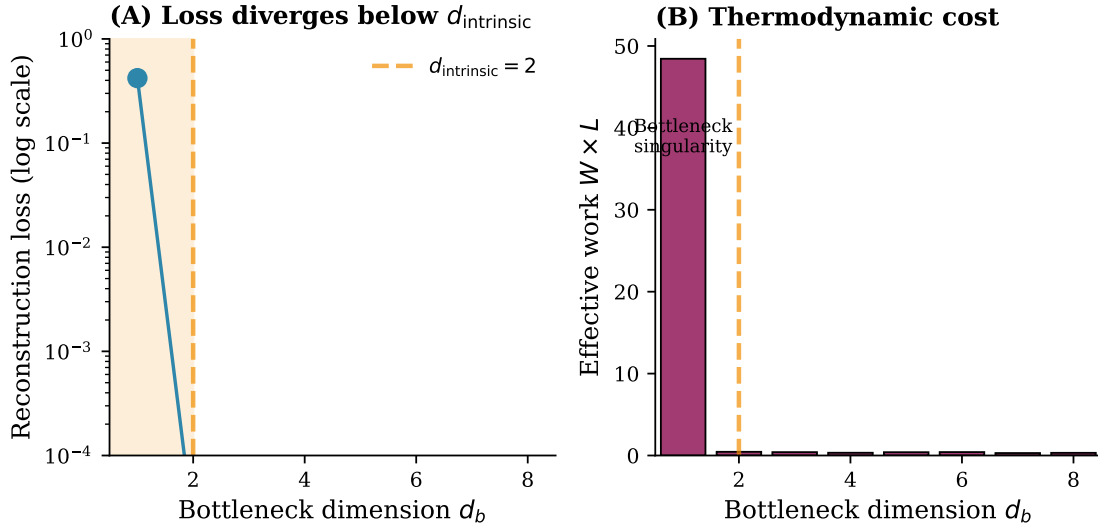 (A) Loss diverges below d_intrinsic
10^0
10^−1
10^−2
10^−3
10^−4
Reconstruction loss (log scale)
d_intrinsic = 2
2 4 6 8
Bottleneck dimension d_b
(B) Thermodynamic cost
50
40
30
20
10
0
Effective work W × L
Bottleneck
singularity
2 4 6 8
Bottleneck dimension d_b